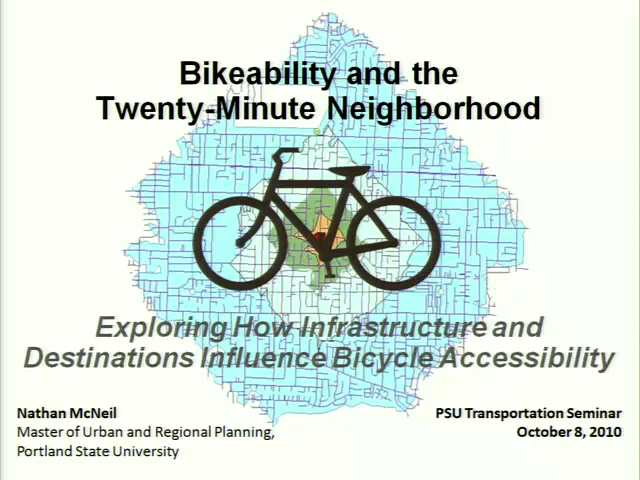 Bikeability and the
Twenty-Minute Neighborhood
Exploring How Infrastructure and
Destinations Influence Bicycle Accessibility
Nathan McNeil
Master of Urban and Regional Planning,
Portland State University
PSU Transportation Seminar
October 8, 2010